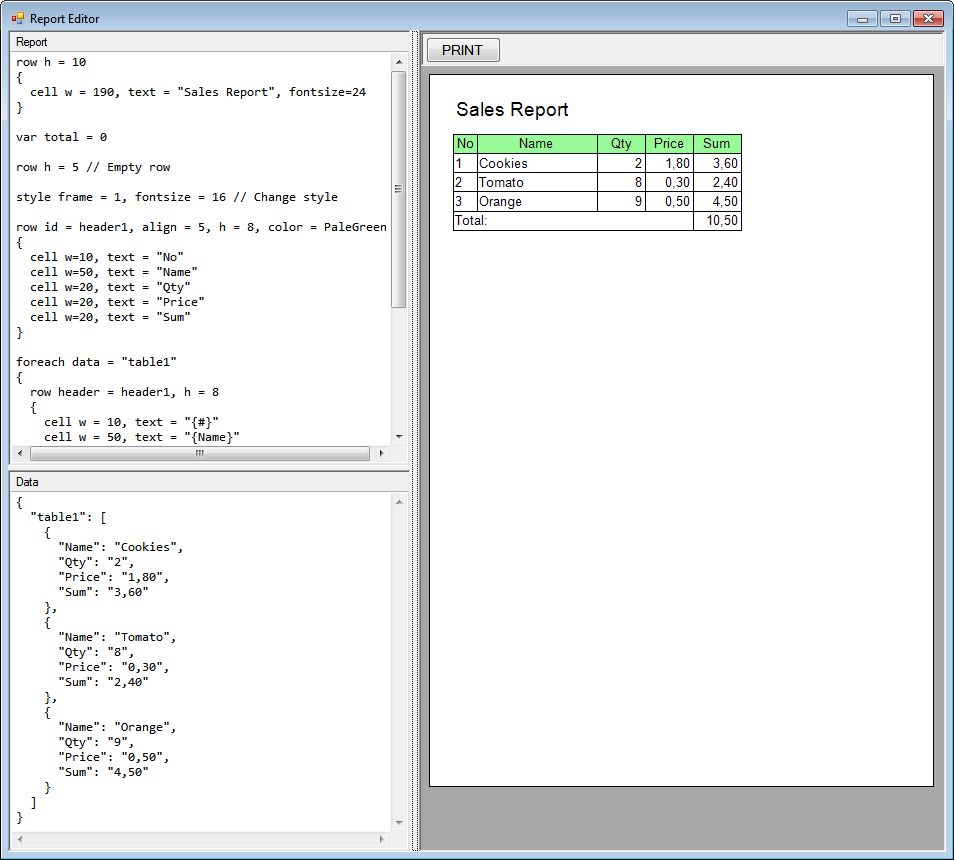 Report Editor
Report
row h = 10
{
  cell w = 190, text = "Sales Report", fontsize=24
}

var total = 0

row h = 5 // Empty row

style frame = 1, fontsize = 16 // Change style

row id = header1, align = 5, h = 8, color = PaleGreen
{
  cell w=10, text = "No"
  cell w=50, text = "Name"
  cell w=20, text = "Qty"
  cell w=20, text = "Price"
  cell w=20, text = "Sum"
}

foreach data = "table1"
{
  row header = header1, h = 8
  {
    cell w = 10, text = "{#}"
    cell w = 50, text = "{Name}"
Data
{
  "table1": [
    {
      "Name": "Cookies",
      "Qty": "2",
      "Price": "1,80",
      "Sum": "3,60"
    },
    {
      "Name": "Tomato",
      "Qty": "8",
      "Price": "0,30",
      "Sum": "2,40"
    },
    {
      "Name": "Orange",
      "Qty": "9",
      "Price": "0,50",
      "Sum": "4,50"
    }
  ]
}
PRINT
Sales Report
No Name Qty Price Sum
1 Cookies 2 1,80 3,60
2 Tomato 8 0,30 2,40
3 Orange 9 0,50 4,50
Total: 10,50